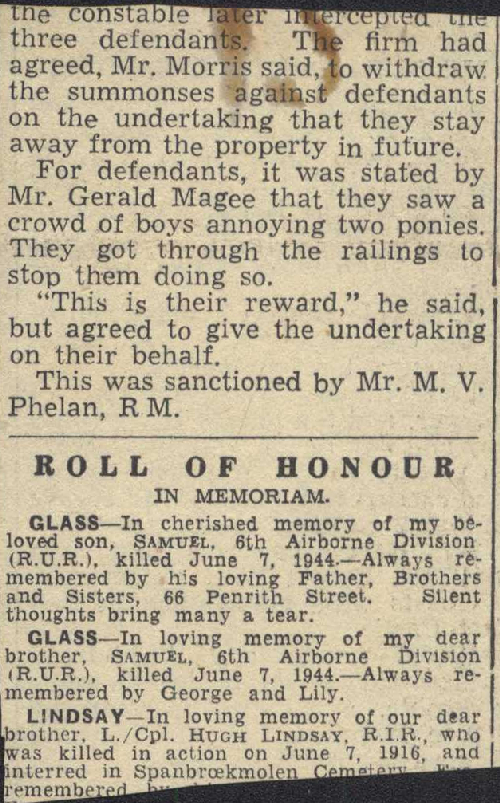 the constable later intercepted the
three defendants. The firm had
agreed, Mr. Morris said, to withdraw
the summonses against defendants
on the undertaking that they stay
away from the property in future.
For defendants, it was stated by
Mr. Gerald Magee that they saw a
crowd of boys annoying two ponies.
They got through the railings to
stop them doing so.
“This is their reward,” he said,
but agreed to give the undertaking
on their behalf.
This was sanctioned by Mr. M. V.
Phelan, R M.
ROLL OF HONOUR
IN MEMORIAM.
GLASS—In cherished memory of my be-
loved son, SAMUEL, 6th Airborne Division
(R.U.R.), killed June 7, 1944.—Always re-
membered by his loving Father, Brothers
and Sisters, 66 Penrith Street. Silent
thoughts bring many a tear.
GLASS—In loving memory of my dear
brother, SAMUEL, 6th Airborne Division
(R.U.R.), killed June 7, 1944.—Always re-
membered by George and Lily.
LINDSAY—In loving memory of our dear
brother, L./Cpl. HUGH LINDSAY, R.I.R., who
was killed in action on June 7, 1916, and
interred in Spanbrœkmolen Cemetery.
remembered by